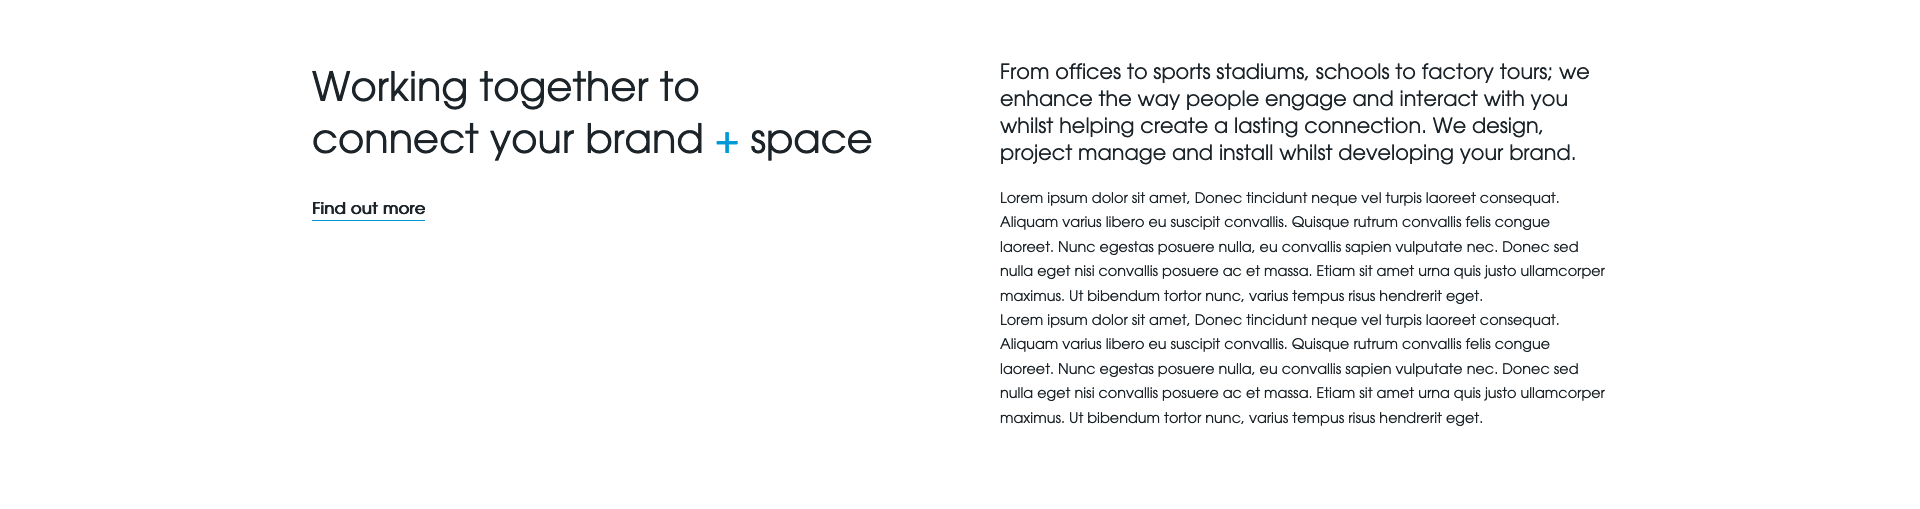 Working together to
connect your brand + space
Find out more
From offices to sports stadiums, schools to factory tours; we
enhance the way people engage and interact with you
whilst helping create a lasting connection. We design,
project manage and install whilst developing your brand.
Lorem ipsum dolor sit amet, Donec tincidunt neque vel turpis laoreet consequat.
Aliquam varius libero eu suscipit convallis. Quisque rutrum convallis felis congue
laoreet. Nunc egestas posuere nulla, eu convallis sapien vulputate nec. Donec sed
nulla eget nisi convallis posuere ac et massa. Etiam sit amet urna quis justo ullamcorper
maximus. Ut bibendum tortor nunc, varius tempus risus hendrerit eget.
Lorem ipsum dolor sit amet, Donec tincidunt neque vel turpis laoreet consequat.
Aliquam varius libero eu suscipit convallis. Quisque rutrum convallis felis congue
laoreet. Nunc egestas posuere nulla, eu convallis sapien vulputate nec. Donec sed
nulla eget nisi convallis posuere ac et massa. Etiam sit amet urna quis justo ullamcorper
maximus. Ut bibendum tortor nunc, varius tempus risus hendrerit eget.